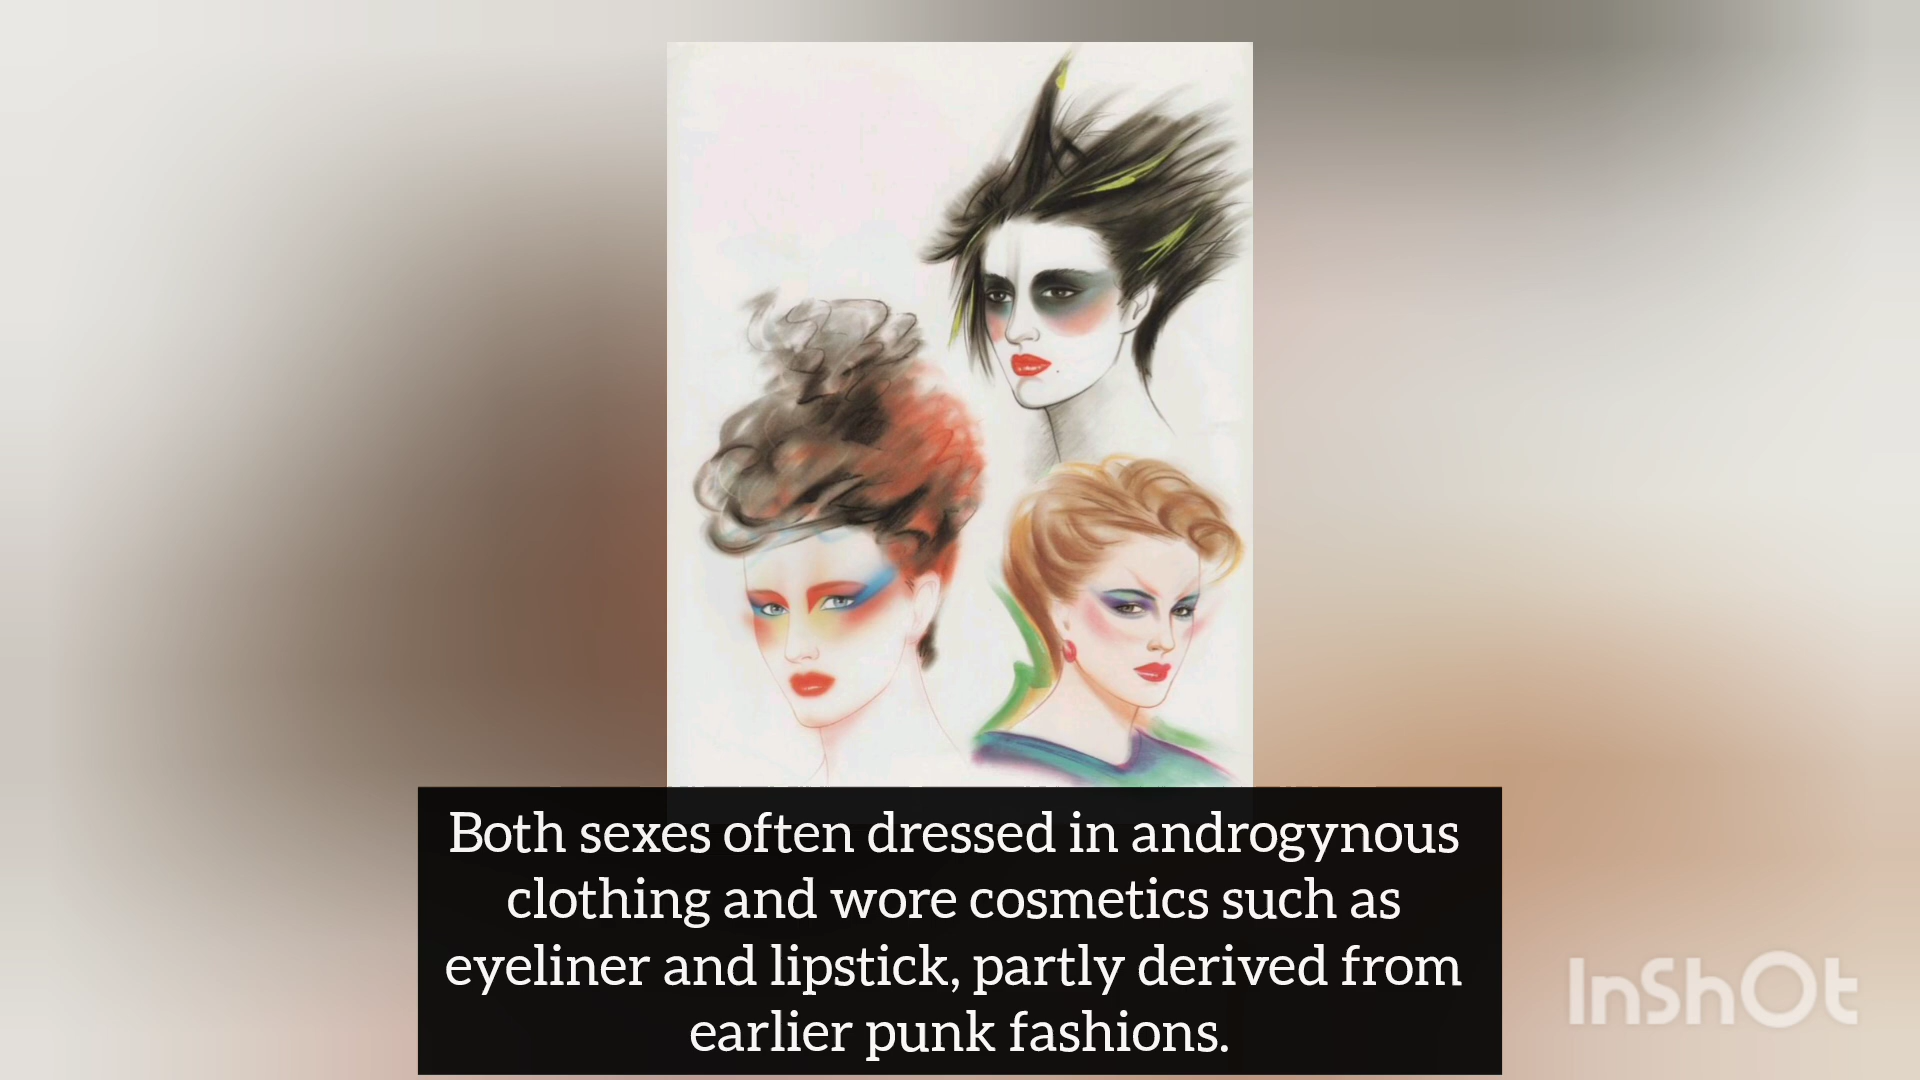 Both sexes often dressed in androgynous
clothing and wore cosmetics such as
eyeliner and lipstick, partly derived from
earlier punk fashions.
InShOt